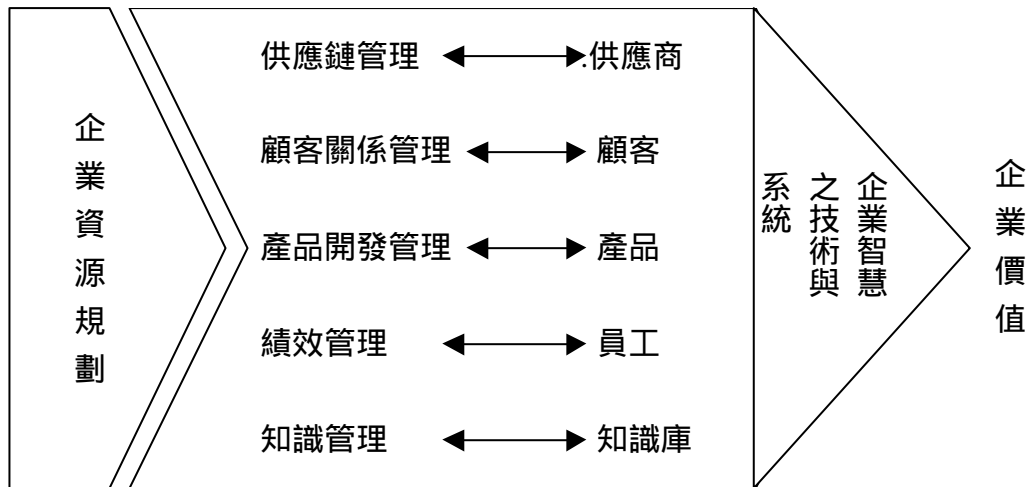 企業資源規劃
供應鏈管理 供應商
顧客關係管理 顧客
產品開發管理 產品
績效管理 員工
知識管理 知識庫
企業智慧
之技術與
系統
企業價值